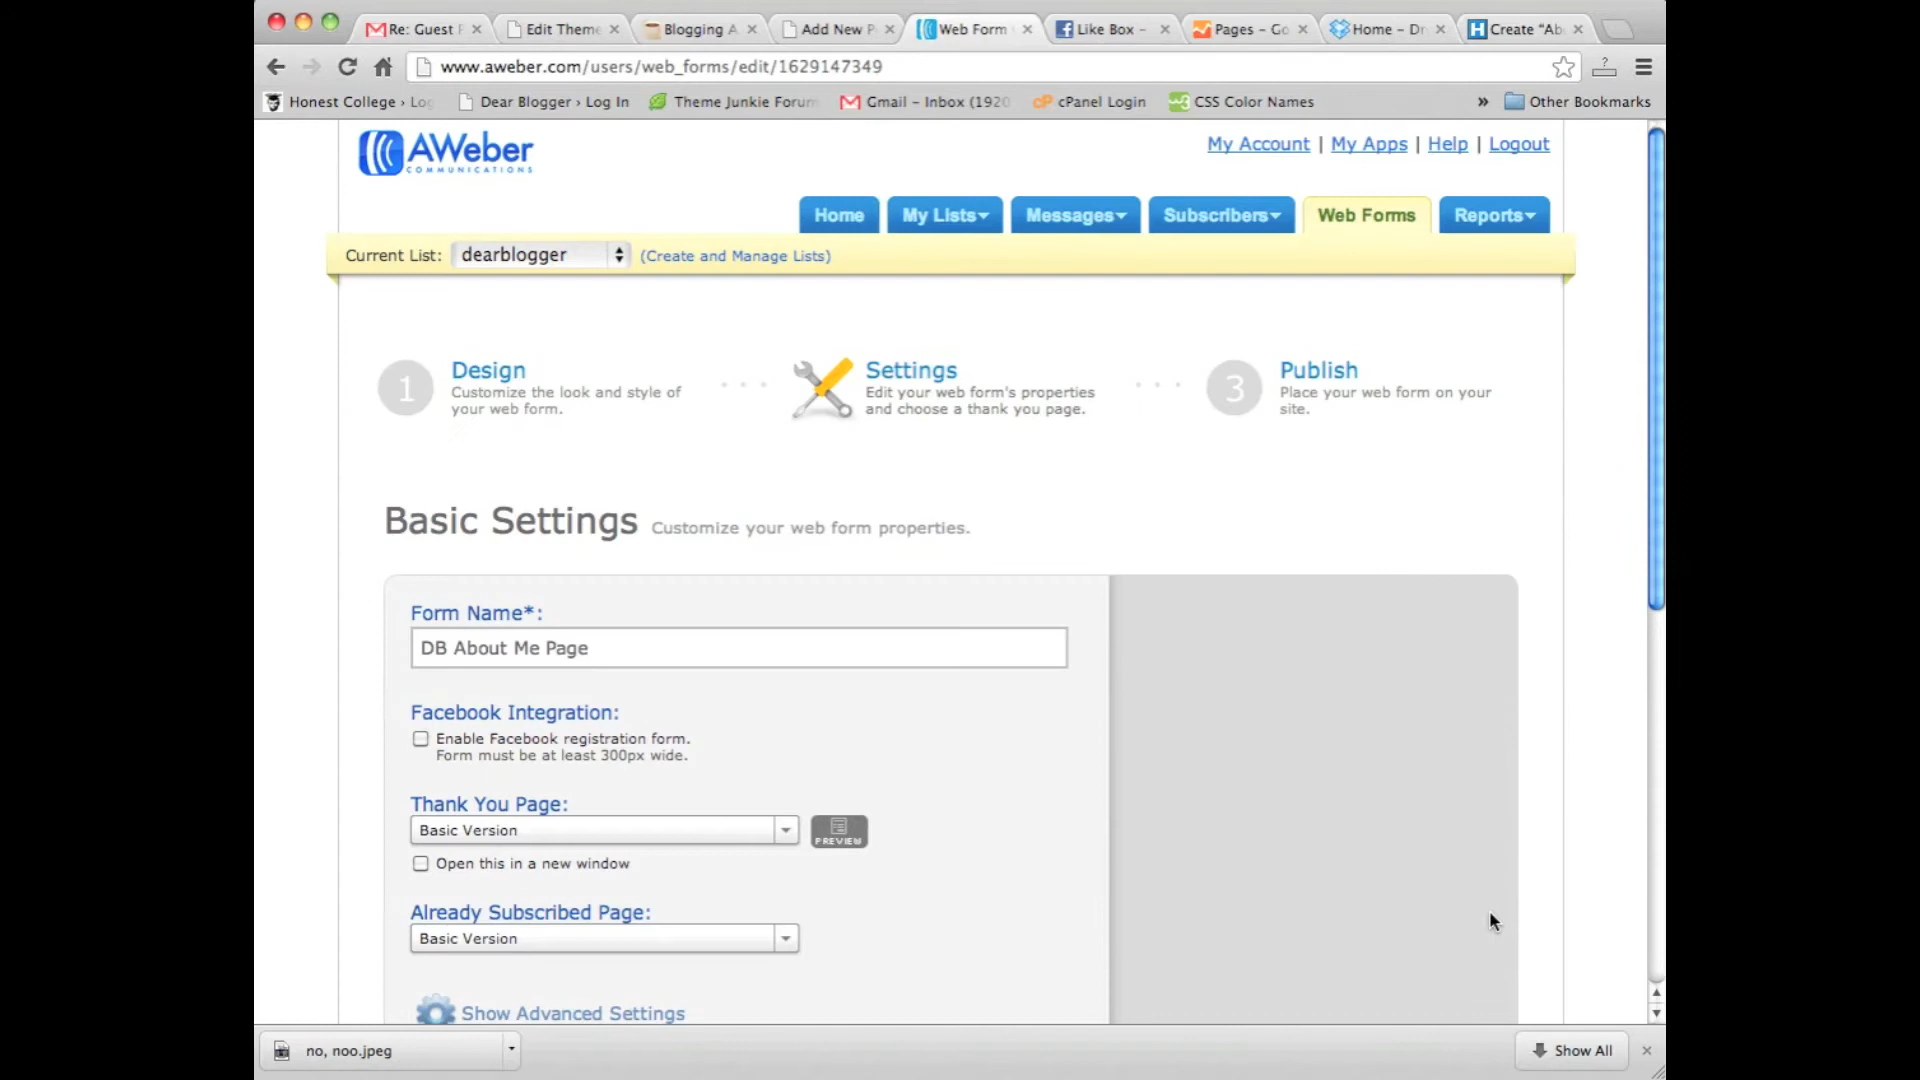 Re: Guest F
Edit Theme
Blogging A
Add New P
Web Form
Like Box -
Pages - Go
Home - Dr
Create "Ab
www.aweber.com/users/web_forms/edit/1629147349
Honest College › Log
Dear Blogger › Log In
Theme Junkie Forum
Gmail - Inbox (1920
cPanel Login
CSS Color Names
»
Other Bookmarks
AWeber
COMMUNICATIONS
My Account | My Apps | Help | Logout
Home
My Lists
Messages
Subscribers
Web Forms
Reports
Current List: dearblogger (Create and Manage Lists)
1
Design
Customize the look and style of
your web form.
Settings
Edit your web form's properties
and choose a thank you page.
3
Publish
Place your web form on your
site.
Basic Settings Customize your web form properties.
Form Name*:
DB About Me Page
Facebook Integration:
Enable Facebook registration form.
Form must be at least 300px wide.
Thank You Page:
Basic Version
PREVIEW
Open this in a new window
Already Subscribed Page:
Basic Version
Show Advanced Settings
no, noo.jpeg
Show All